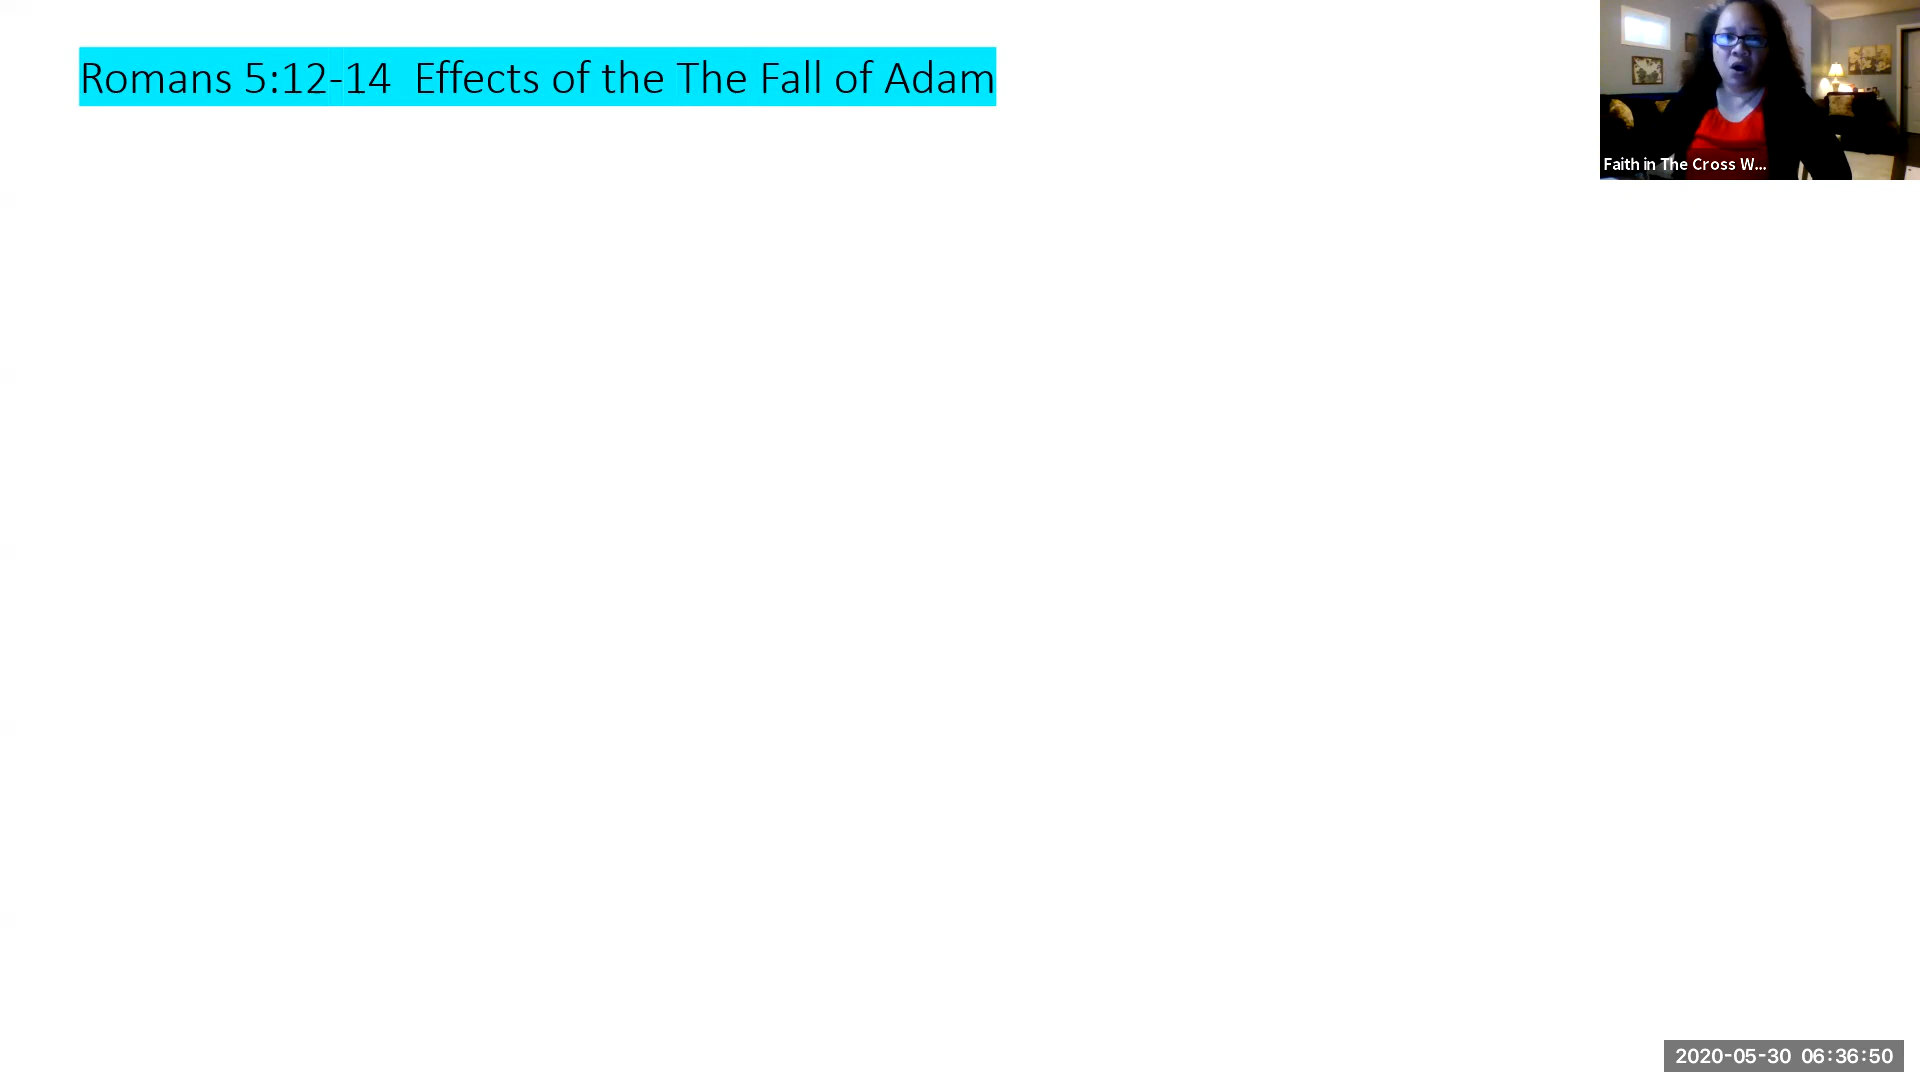 Romans 5:12-14  Effects of the The Fall of Adam
Faith in The Cross W...
2020-05-30 06:36:50